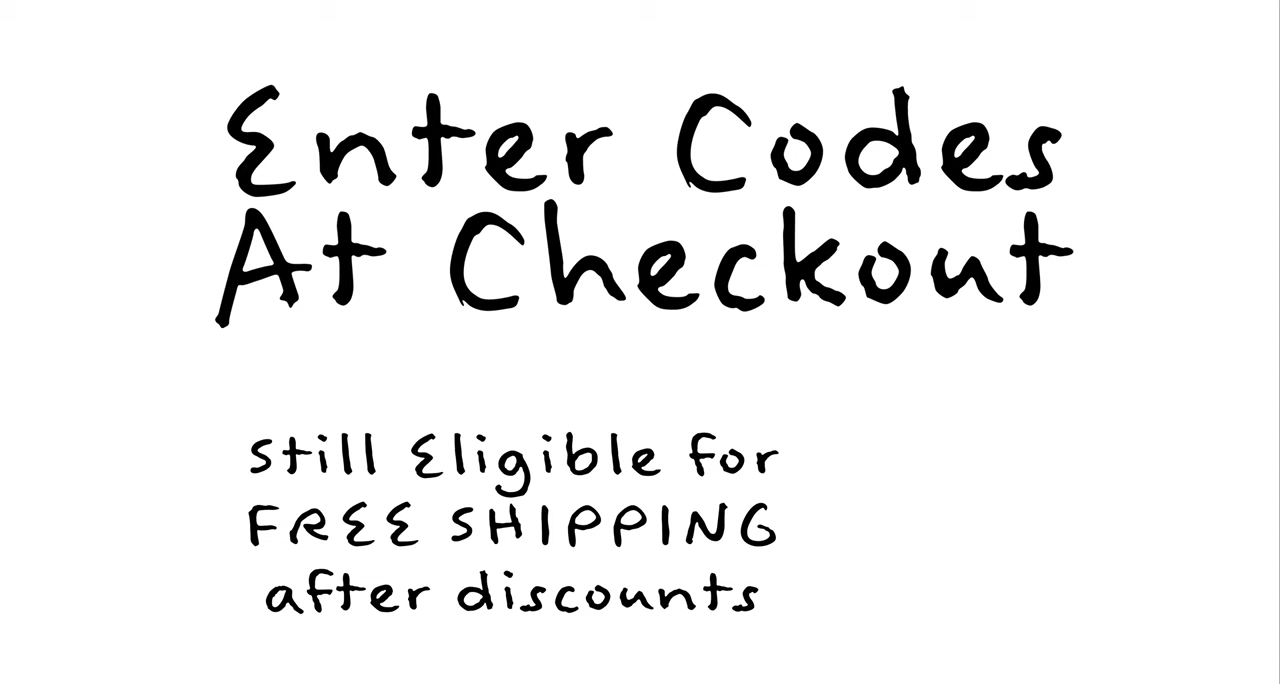 Enter Codes
At Checkout
Still Eligible for
FREE SHIPPING
after discounts